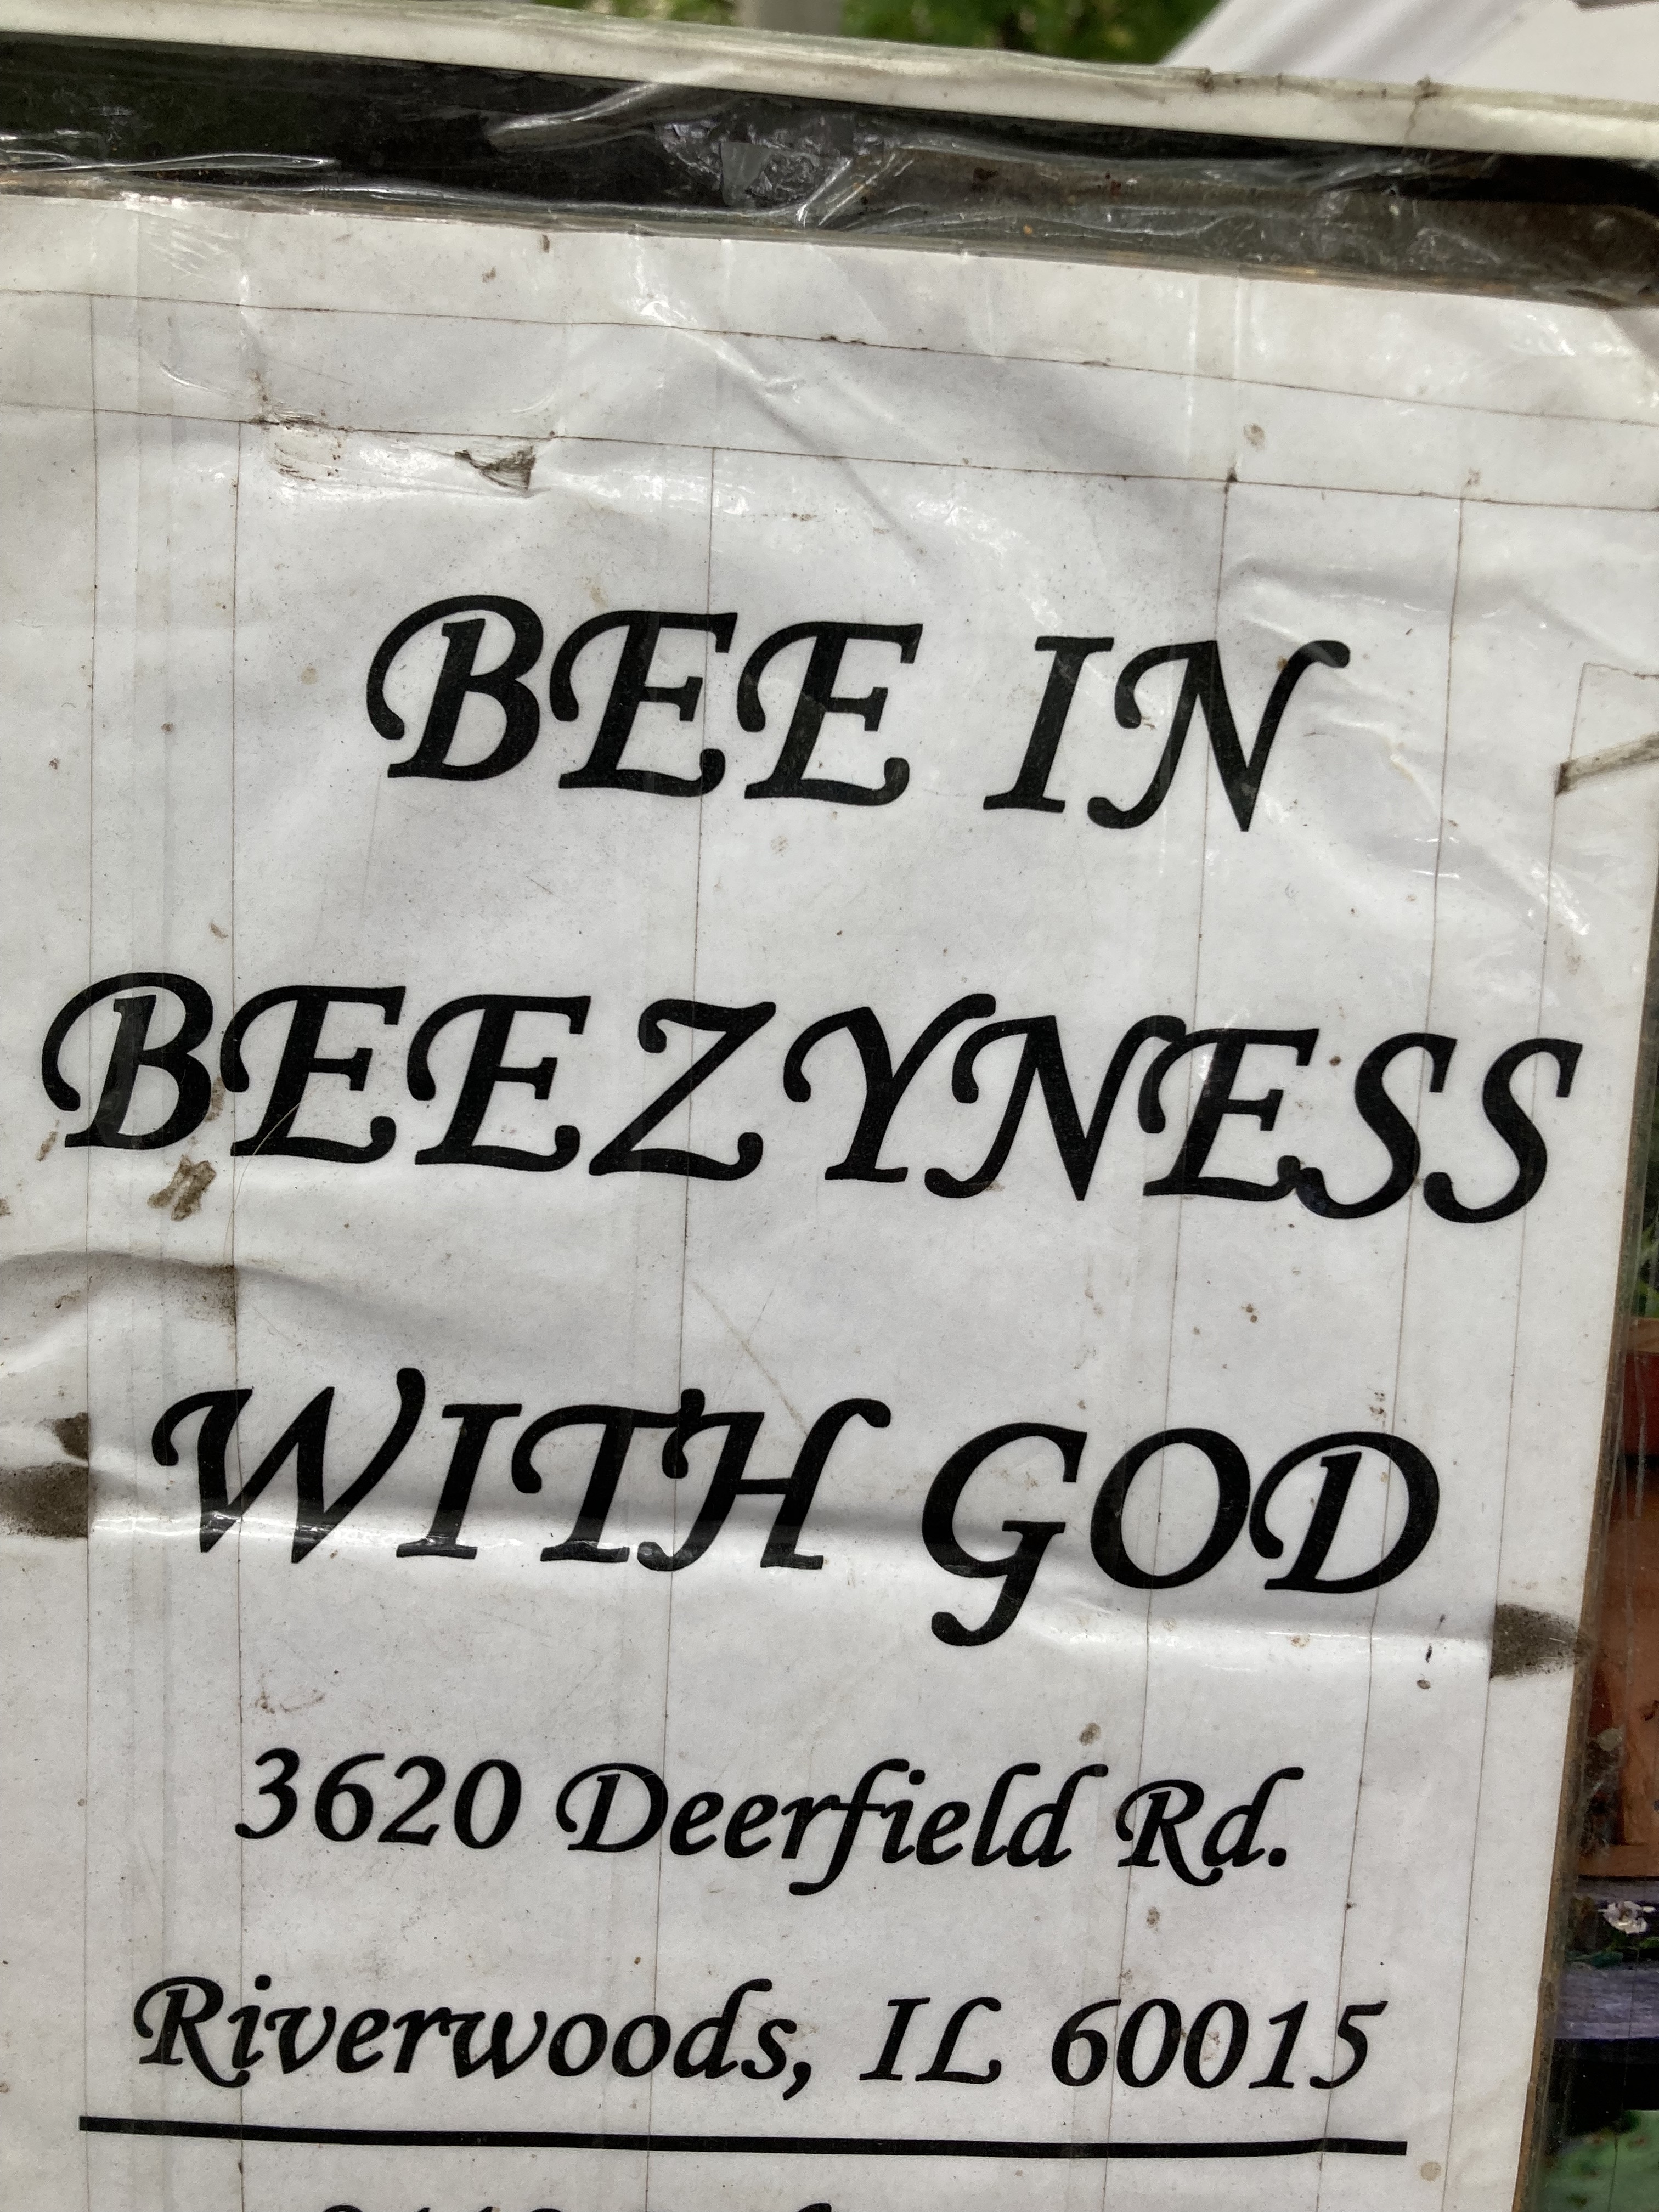 BEE IN
BEEZYNESS
WITH GOD
3620 Deerfield Rd.
Riverwoods, IL 60015